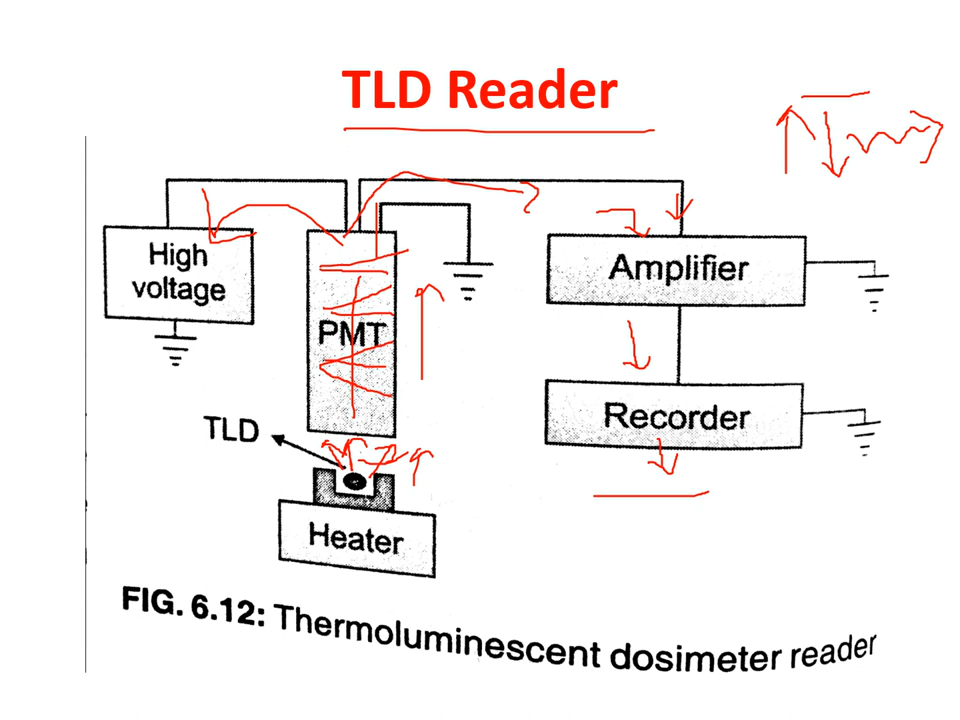 TLD Reader
High
voltage
PMT
Amplifier
Recorder
TLD
Heater
FIG. 6.12: Thermoluminescent dosimeter reader